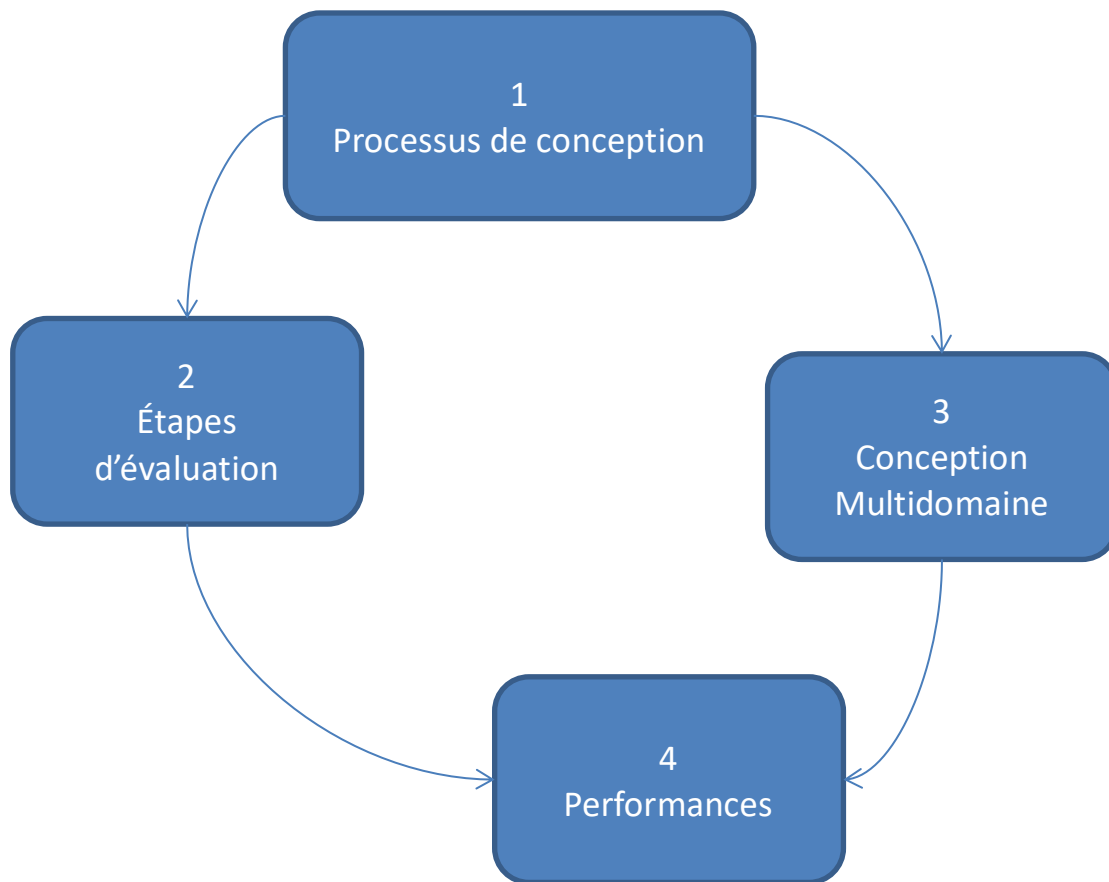 1
Processus de conception
2
Étapes
d’évaluation
3
Conception
Multidomaine
4
Performances